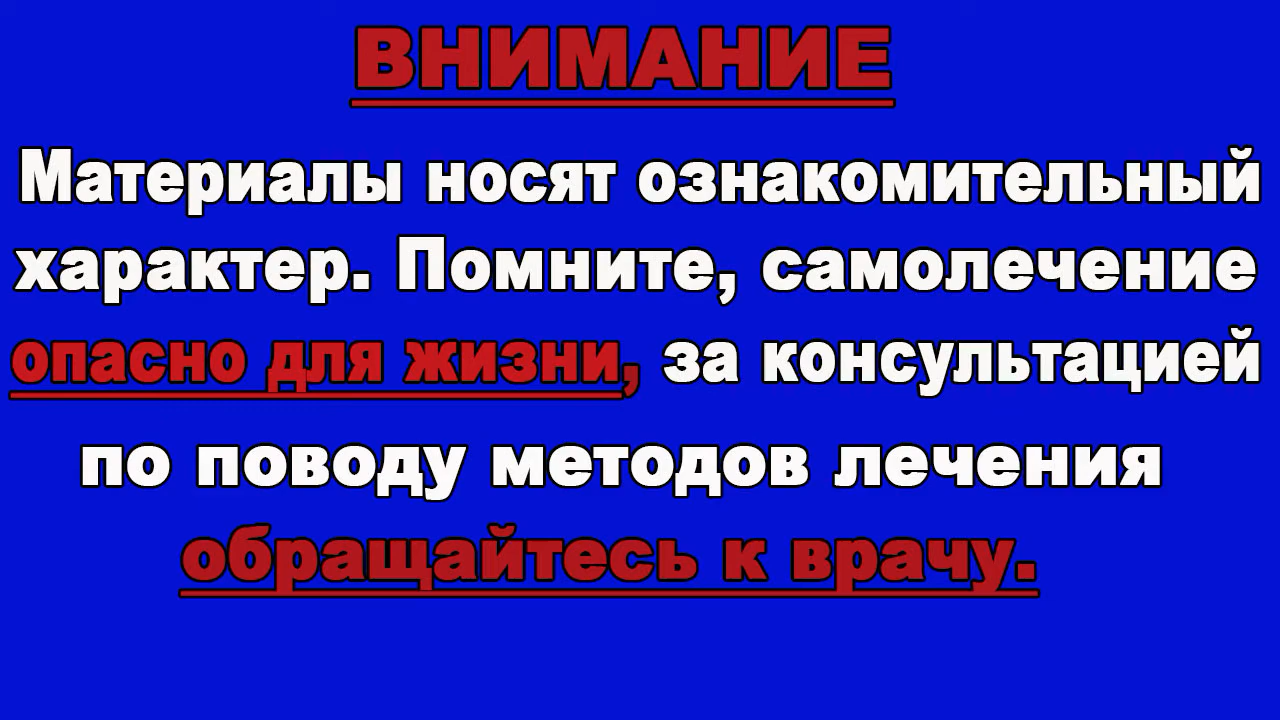 ВНИМАНИЕ
Материалы носят ознакомительный
характер. Помните, самолечение
опасно для жизни, за консультацией
по поводу методов лечения
обращайтесь к врачу.